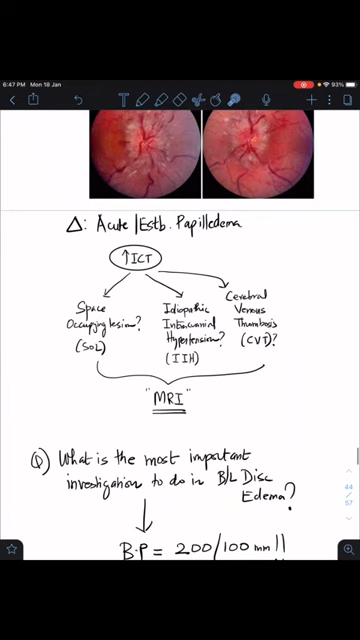 6:47 PM Mon 18 Jan
93%
Δ: Acute/Estb. Papilledema
↑ICT
Space
Occupying lesion?
(SOL)
Idiopathic
Intracranial
Hypertension?
(IIH)
Cerebral
Venous
Thrombosis
(CVT)?
"MRI"
Q) What is the most important
investigation to do in B/L Disc
Edema?
B.P = 200/100 mm!!
44
/
57